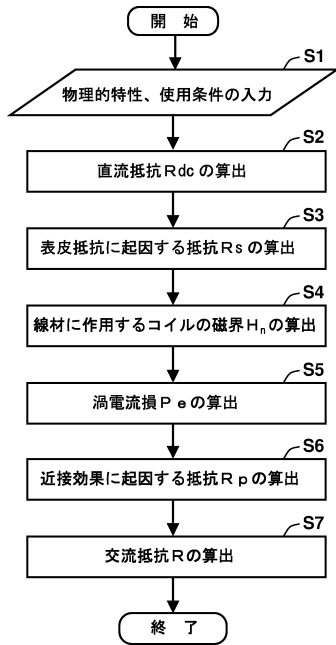 開 始
S1
物理的特性、使用条件の入力
S2
直流抵抗Rdcの算出
S3
表皮抵抗に起因する抵抗Rsの算出
S4
線材に作用するコイルの磁界Hnの算出
S5
渦電流損Peの算出
S6
近接効果に起因する抵抗Rpの算出
S7
交流抵抗Rの算出
終 了